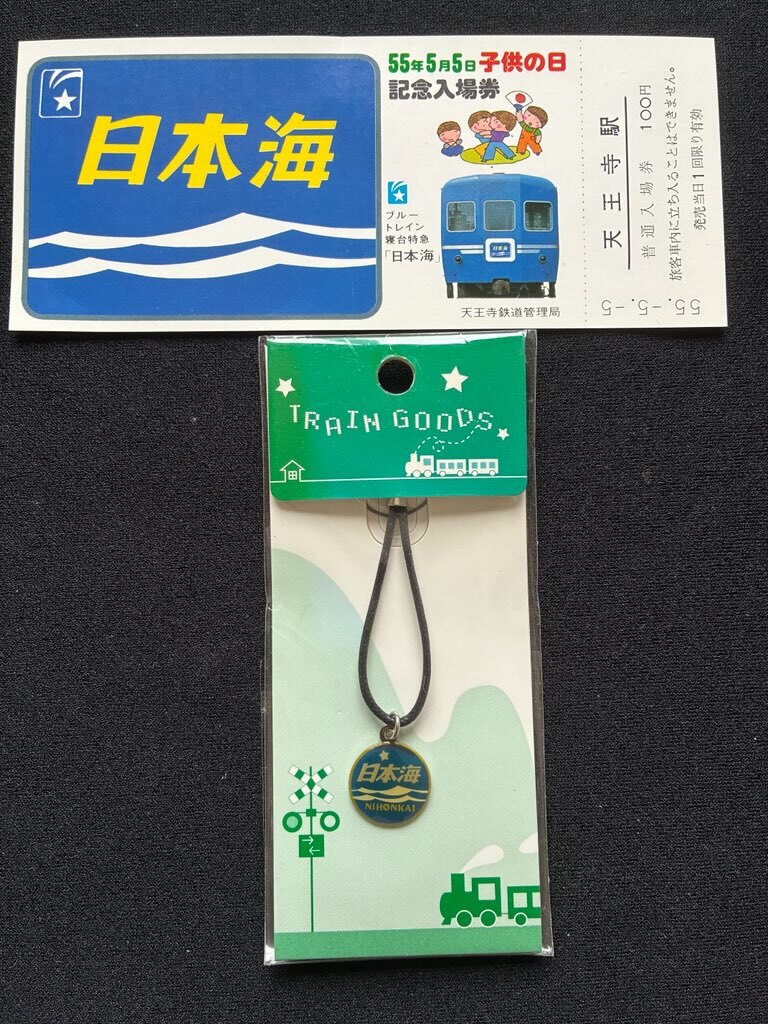 日本海
55年5月5日 子供の日
記念入場券
ブルー
トレイン
寝台特急
「日本海」
日本海
天王寺鉄道管理局
天王寺駅
普通入場券 100円
旅客車内に立ち入ることはできません。
発売当日1回限り有効
55.-5.-5
TRAIN GOODS
日本海
NIHONKAI